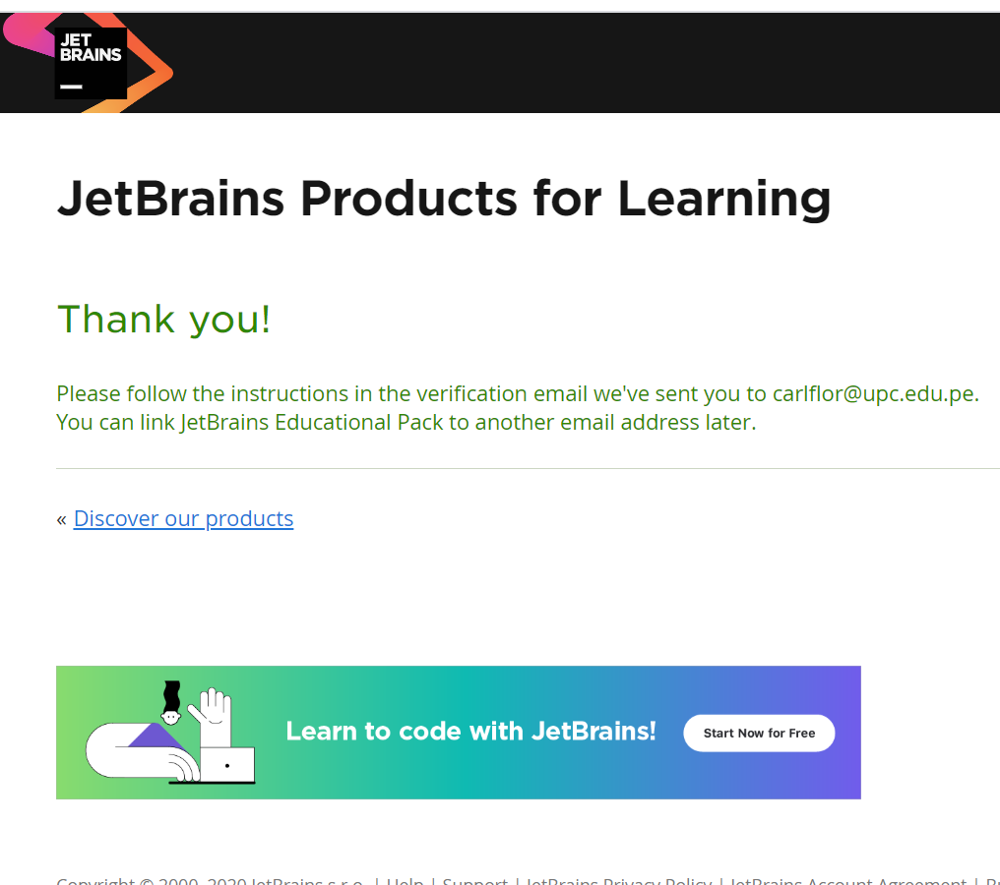 JET
BRAINS
JetBrains Products for Learning
Thank you!
Please follow the instructions in the verification email we've sent you to carlflor@upc.edu.pe.
You can link JetBrains Educational Pack to another email address later.
« Discover our products
Learn to code with JetBrains!
Start Now for Free
Copyright © 2000–2020 JetBrains s.r.o. | Help | Support | JetBrains Privacy Policy | JetBrains Account Agreement |